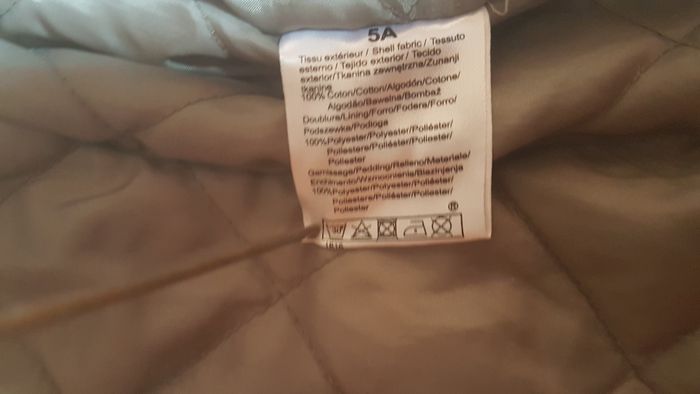 5A
Tissu extérieur / Shell fabric / Tessuto
esterno / Tejido exterior / Tecido
exterior/Tkanina zewnętrzna/Zunanji
tkanina
100% Coton/Cotton/Algodón/Cotone/
Algodão/Bawełna/Bombaž
Doublure/Lining/Forro/Fodera/Forro/
Podszewka/Podloga
100%Polyester/Polyester/Poliéster/
Poliestere/Poliéster/Poliester/
Poliester
Garnissage/Padding/Relleno/Materiale/
Enchimento/Wzmocnienie/Blazinjenja
100%Polyester/Polyester/Poliéster/
Poliestere/Poliéster/Poliester/
Poliester
®